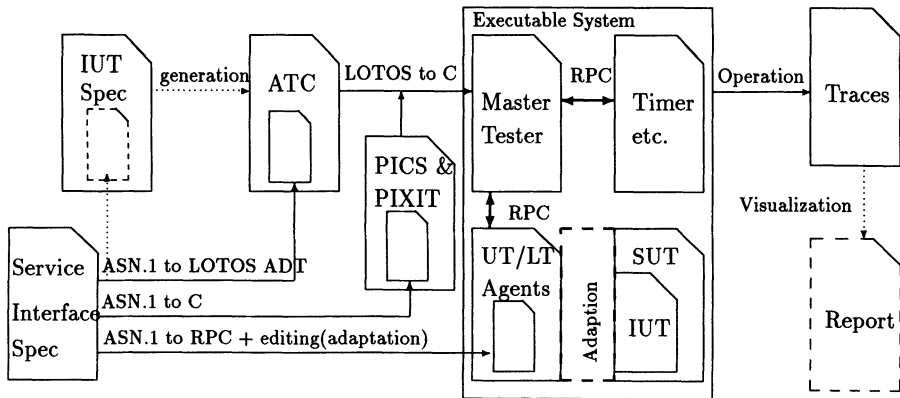 Executable System
IUT
Spec
generation
ATC
LOTOS to C
Master
Tester
RPC
Timer
etc.
Operation
Traces
PICS &
PIXIT
RPC
Visualization
Service
Interface
Spec
ASN.1 to LOTOS ADT
ASN.1 to C
ASN.1 to RPC + editing(adaptation)
UT/LT
Agents
Adaption
SUT
IUT
Report